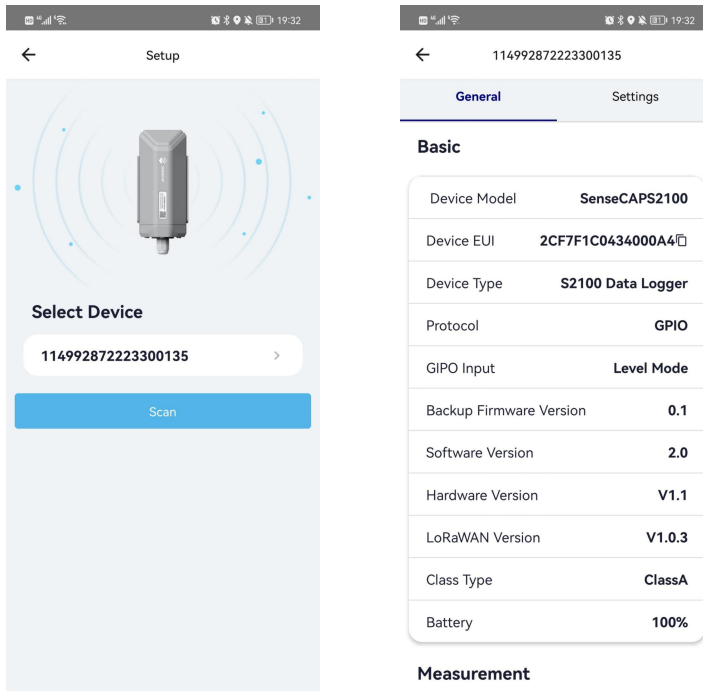 19:32
Setup
Select Device
114992872223300135
Scan
19:32
114992872223300135
General Settings
Basic
Device Model SenseCAPS2100
Device EUI 2CF7F1C0434000A4
Device Type S2100 Data Logger
Protocol GPIO
GIPO Input Level Mode
Backup Firmware Version 0.1
Software Version 2.0
Hardware Version V1.1
LoRaWAN Version V1.0.3
Class Type ClassA
Battery 100%
Measurement